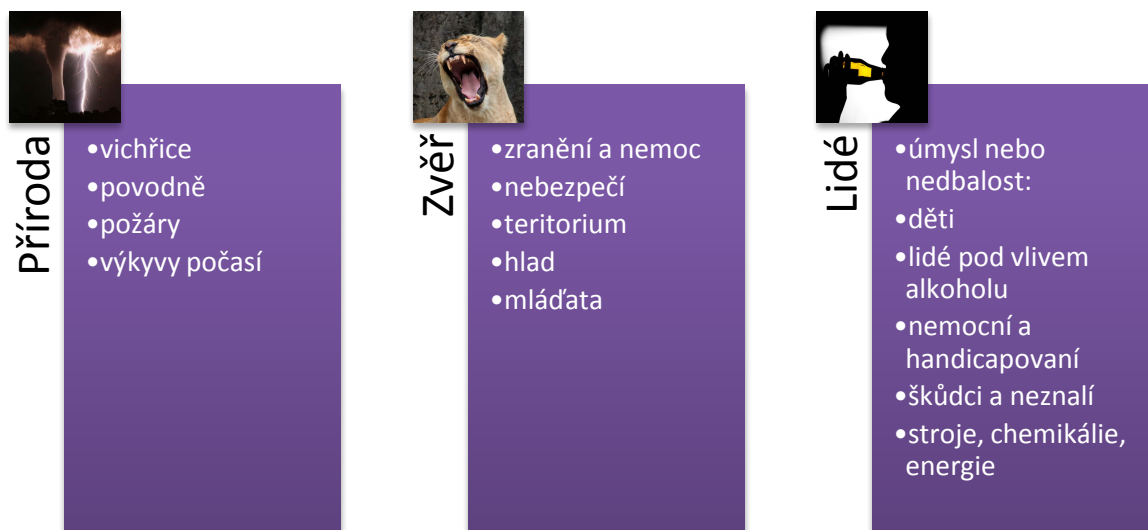 Příroda
•vichřice
•povodně
•požáry
•výkyvy počasí
Zvěř
•zranění a nemoc
•nebezpečí
•teritorium
•hlad
•mláďata
Lidé
•úmysl nebo
nedbalost:
•děti
•lidé pod vlivem
alkoholu
•nemocní a
handicapovaní
•škůdci a neznalí
•stroje, chemikálie,
energie